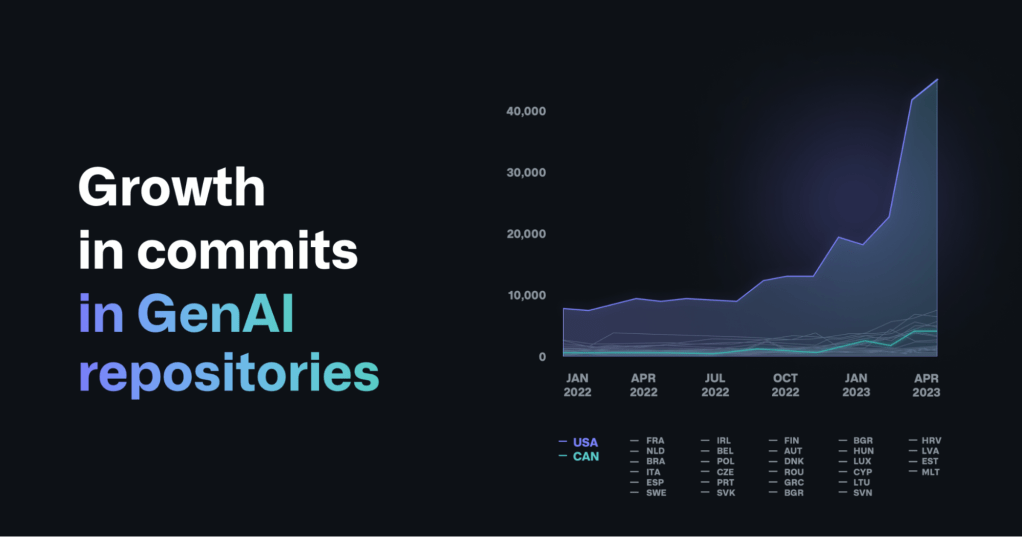 Growth
in commits
in GenAI
repositories
40,000
30,000
20,000
10,000
0
JAN 2022
APR 2022
JUL 2022
OCT 2022
JAN 2023
APR 2023
USA
CAN
FRA
NLD
BRA
ITA
ESP
SWE
IRL
BEL
POL
CZE
PRT
SVK
FIN
AUT
DNK
ROU
GRC
BGR
BGR
HUN
LUX
CYP
LTU
SVN
HRV
LVA
EST
MLT